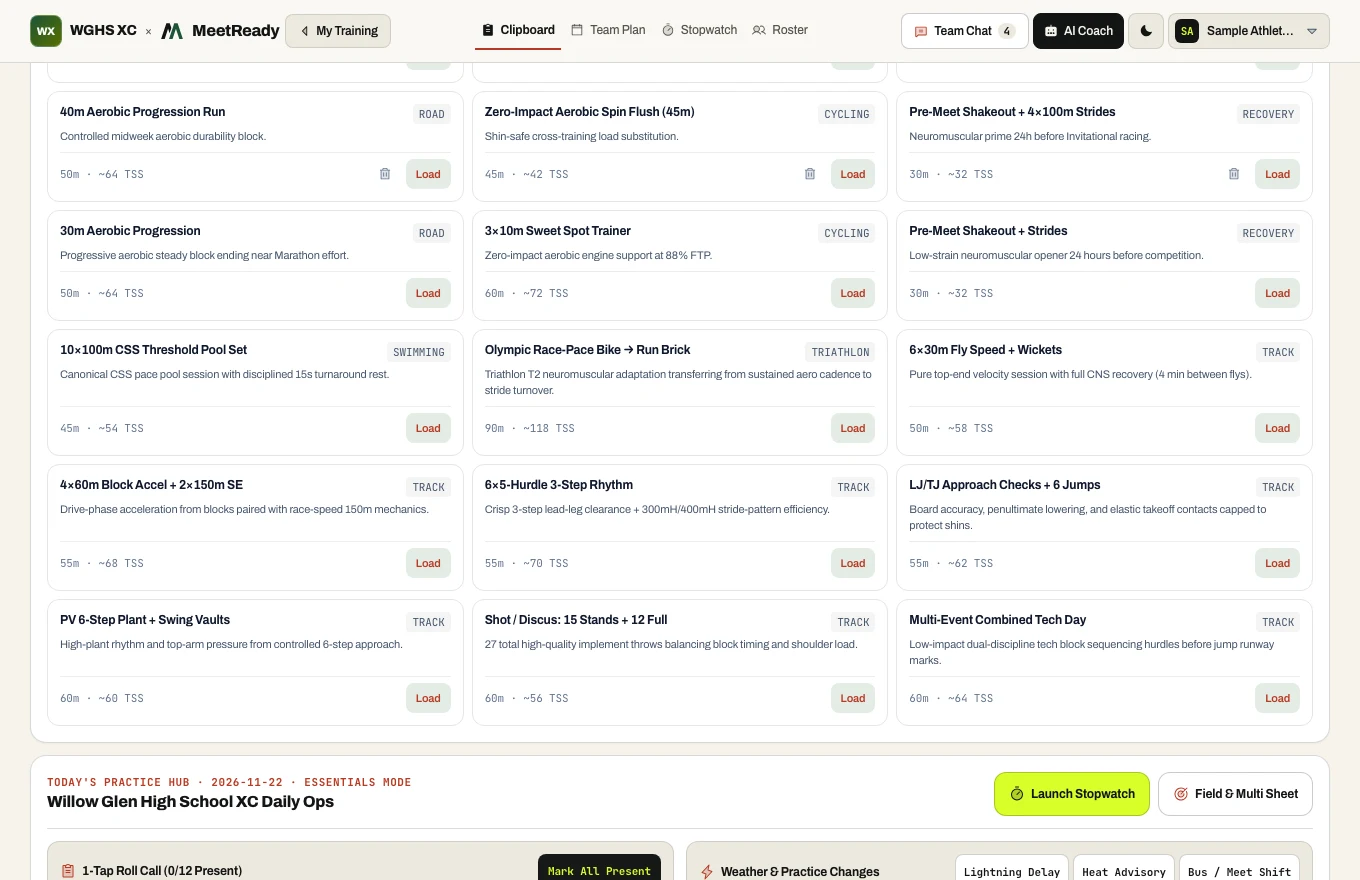 WX WGHS XC × MeetReady My Training Clipboard Team Plan Stopwatch Roster Team Chat 4 AI Coach SA Sample Athlet...
40m Aerobic Progression Run ROAD
Controlled midweek aerobic durability block.
50m · ~64 TSS Load
Zero-Impact Aerobic Spin Flush (45m) CYCLING
Shin-safe cross-training load substitution.
45m · ~42 TSS Load
Pre-Meet Shakeout + 4×100m Strides RECOVERY
Neuromuscular prime 24h before Invitational racing.
30m · ~32 TSS Load
30m Aerobic Progression ROAD
Progressive aerobic steady block ending near Marathon effort.
50m · ~64 TSS Load
3×10m Sweet Spot Trainer CYCLING
Zero-impact aerobic engine support at 88% FTP.
60m · ~72 TSS Load
Pre-Meet Shakeout + Strides RECOVERY
Low-strain neuromuscular opener 24 hours before competition.
30m · ~32 TSS Load
10×100m CSS Threshold Pool Set SWIMMING
Canonical CSS pace pool session with disciplined 15s turnaround rest.
45m · ~54 TSS Load
Olympic Race-Pace Bike → Run Brick TRIATHLON
Triathlon T2 neuromuscular adaptation transferring from sustained aero cadence to
stride turnover.
90m · ~118 TSS Load
6×30m Fly Speed + Wickets TRACK
Pure top-end velocity session with full CNS recovery (4 min between flys).
50m · ~58 TSS Load
4×60m Block Accel + 2×150m SE TRACK
Drive-phase acceleration from blocks paired with race-speed 150m mechanics.
55m · ~68 TSS Load
6×5-Hurdle 3-Step Rhythm TRACK
Crisp 3-step lead-leg clearance + 300mH/400mH stride-pattern efficiency.
55m · ~70 TSS Load
LJ/TJ Approach Checks + 6 Jumps TRACK
Board accuracy, penultimate lowering, and elastic takeoff contacts capped to
protect shins.
55m · ~62 TSS Load
PV 6-Step Plant + Swing Vaults TRACK
High-plant rhythm and top-arm pressure from controlled 6-step approach.
60m · ~60 TSS Load
Shot / Discus: 15 Stands + 12 Full TRACK
27 total high-quality implement throws balancing block timing and shoulder load.
60m · ~56 TSS Load
Multi-Event Combined Tech Day TRACK
Low-impact dual-discipline tech block sequencing hurdles before jump runway
marks.
60m · ~64 TSS Load
TODAY'S PRACTICE HUB · 2026-11-22 · ESSENTIALS MODE
Willow Glen High School XC Daily Ops
Launch Stopwatch Field & Multi Sheet
1-Tap Roll Call (0/12 Present) Mark All Present
Weather & Practice Changes Lightning Delay Heat Advisory Bus / Meet Shift